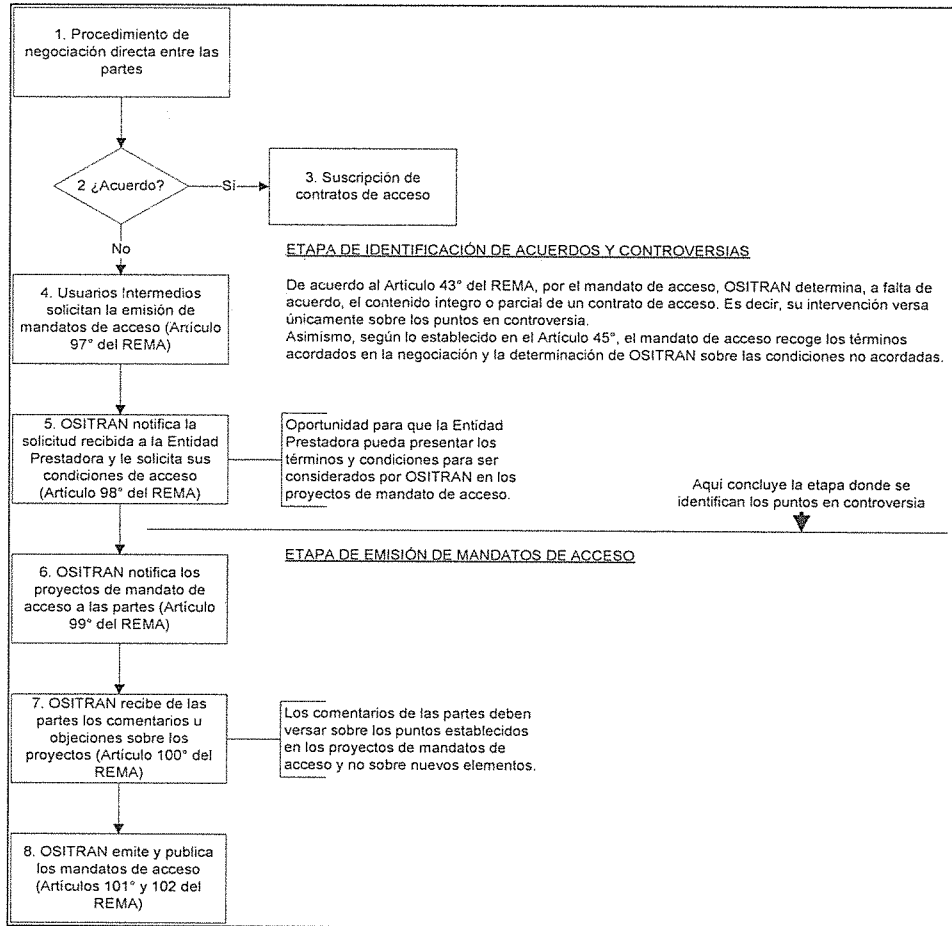 1. Procedimiento de
negociación directa entre las
partes
2 ¿Acuerdo?
Sí
3. Suscripción de
contratos de acceso
No
ETAPA DE IDENTIFICACIÓN DE ACUERDOS Y CONTROVERSIAS
4. Usuarios Intermedios
solicitan la emisión de
mandatos de acceso (Artículo
97° del REMA)
De acuerdo al Artículo 43° del REMA, por el mandato de acceso, OSITRAN determina, a falta de
acuerdo, el contenido íntegro o parcial de un contrato de acceso. Es decir, su intervención versa
únicamente sobre los puntos en controversia.
Asimismo, según lo establecido en el Artículo 45°, el mandato de acceso recoge los términos
acordados en la negociación y la determinación de OSITRAN sobre las condiciones no acordadas.
5. OSITRAN notifica la
solicitud recibida a la Entidad
Prestadora y le solicita sus
condiciones de acceso
(Artículo 98° del REMA)
Oportunidad para que la Entidad
Prestadora pueda presentar los
términos y condiciones para ser
considerados por OSITRAN en los
proyectos de mandato de acceso.
Aquí concluye la etapa donde se
identifican los puntos en controversia
ETAPA DE EMISIÓN DE MANDATOS DE ACCESO
6. OSITRAN notifica los
proyectos de mandato de
acceso a las partes (Artículo
99° del REMA)
7. OSITRAN recibe de las
partes los comentarios u
objeciones sobre los
proyectos (Artículo 100° del
REMA)
Los comentarios de las partes deben
versar sobre los puntos establecidos
en los proyectos de mandatos de
acceso y no sobre nuevos elementos.
8. OSITRAN emite y publica
los mandatos de acceso
(Artículos 101° y 102 del
REMA)